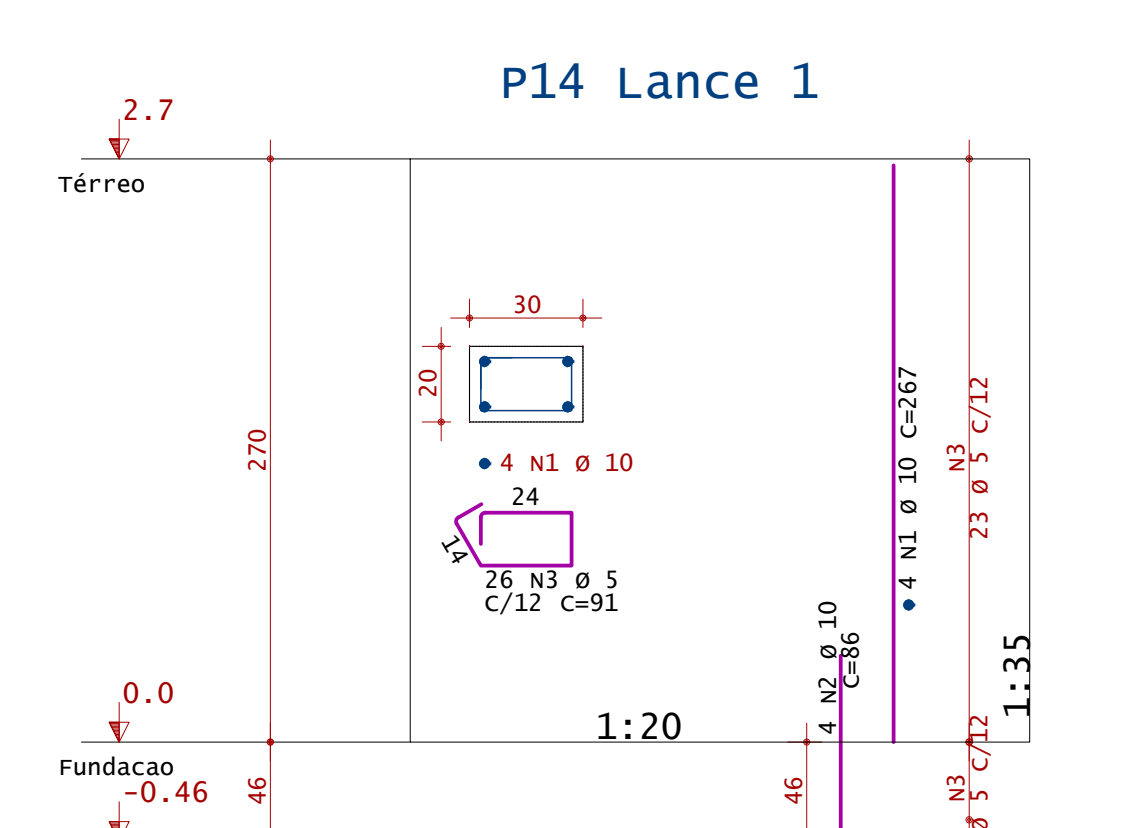 P14 Lance 1
2.7
Térreo
30
20
270
4 N1 Ø 10
24
14
26 N3 Ø 5
C/12 C=91
4 N1 Ø 10 C=267
N3
23 Ø 5 C/12
4 N2 Ø 10
C=86
1:35
1:20
0.0
Fundacao
-0.46
46
46
N3
Ø 5 C/12